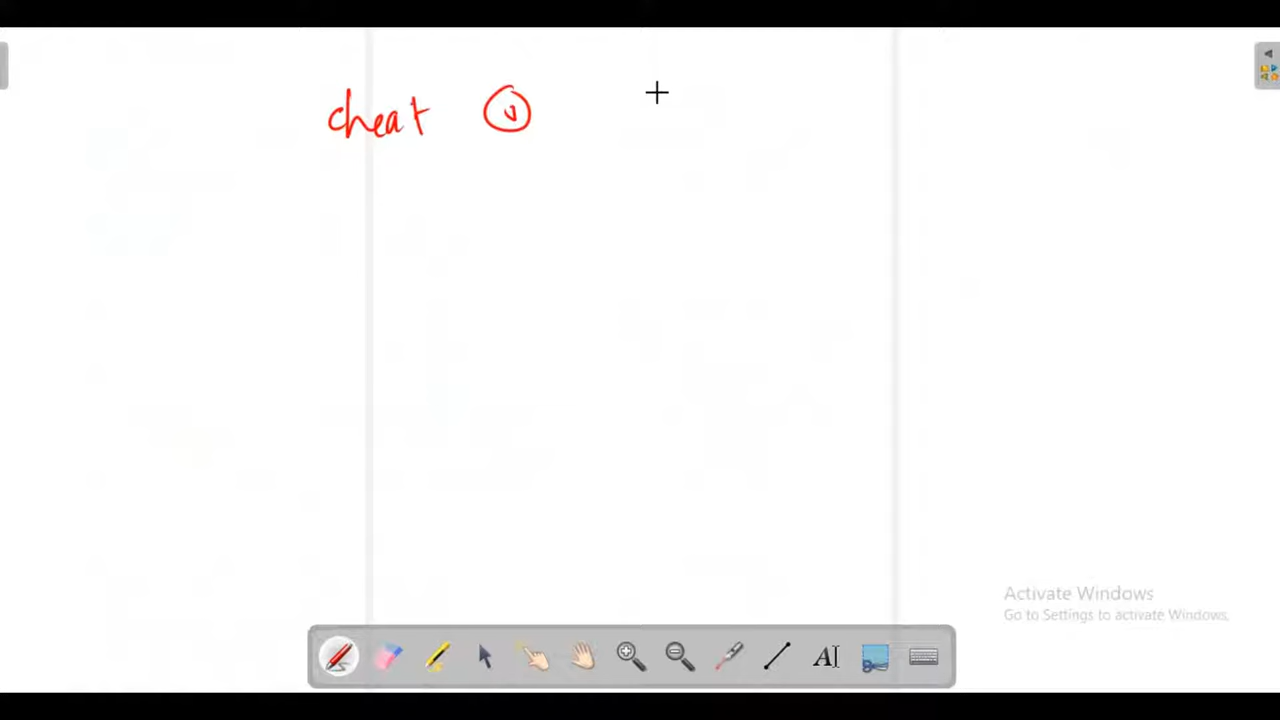 cheat v
Activate Windows
Go to Settings to activate Windows.
A